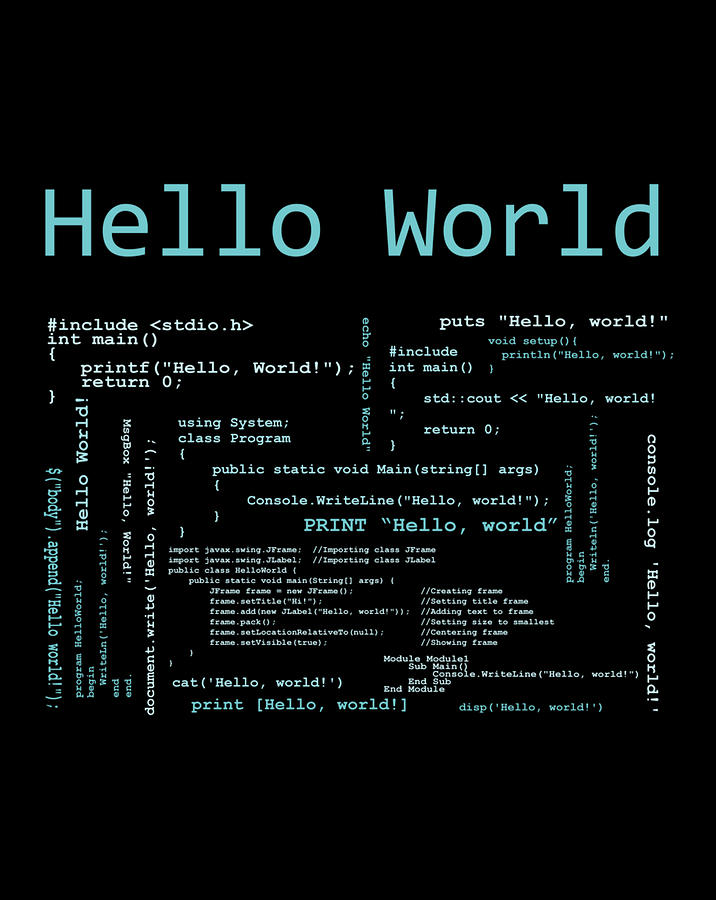 Hello World
#include <stdio.h>
int main()
{
printf("Hello, World!");
return 0;
}
echo "Hello World"
puts "Hello, world!"
void setup(){
println("Hello, world!");
}
#include
int main()
{
std::cout << "Hello, world!
";
return 0;
}
$("body").append("Hello world!");
Hello World!
program HelloWorld;
begin
WriteLn('Hello, world!');
end
end.
MsgBox "Hello, World!"
document.write('Hello, world!');
using System;
class Program
{
public static void Main(string[] args)
{
Console.WriteLine("Hello, world!");
}
}
PRINT “Hello, world”
program HelloWorld;
begin
Writeln('Hello, world!');
end.
console.log 'Hello, world!'
import javax.swing.JFrame; //Importing class JFrame
import javax.swing.JLabel; //Importing class JLabel
public class HelloWorld {
public static void main(String[] args) {
JFrame frame = new JFrame(); //Creating frame
frame.setTitle("Hi!"); //Setting title frame
frame.add(new JLabel("Hello, world!")); //Adding text to frame
frame.pack(); //Setting size to smallest
frame.setLocationRelativeTo(null); //Centering frame
frame.setVisible(true); //Showing frame
}
}
Module Module1
Sub Main()
Console.WriteLine("Hello, world!")
End Sub
End Module
cat('Hello, world!')
print [Hello, world!]
disp('Hello, world!')